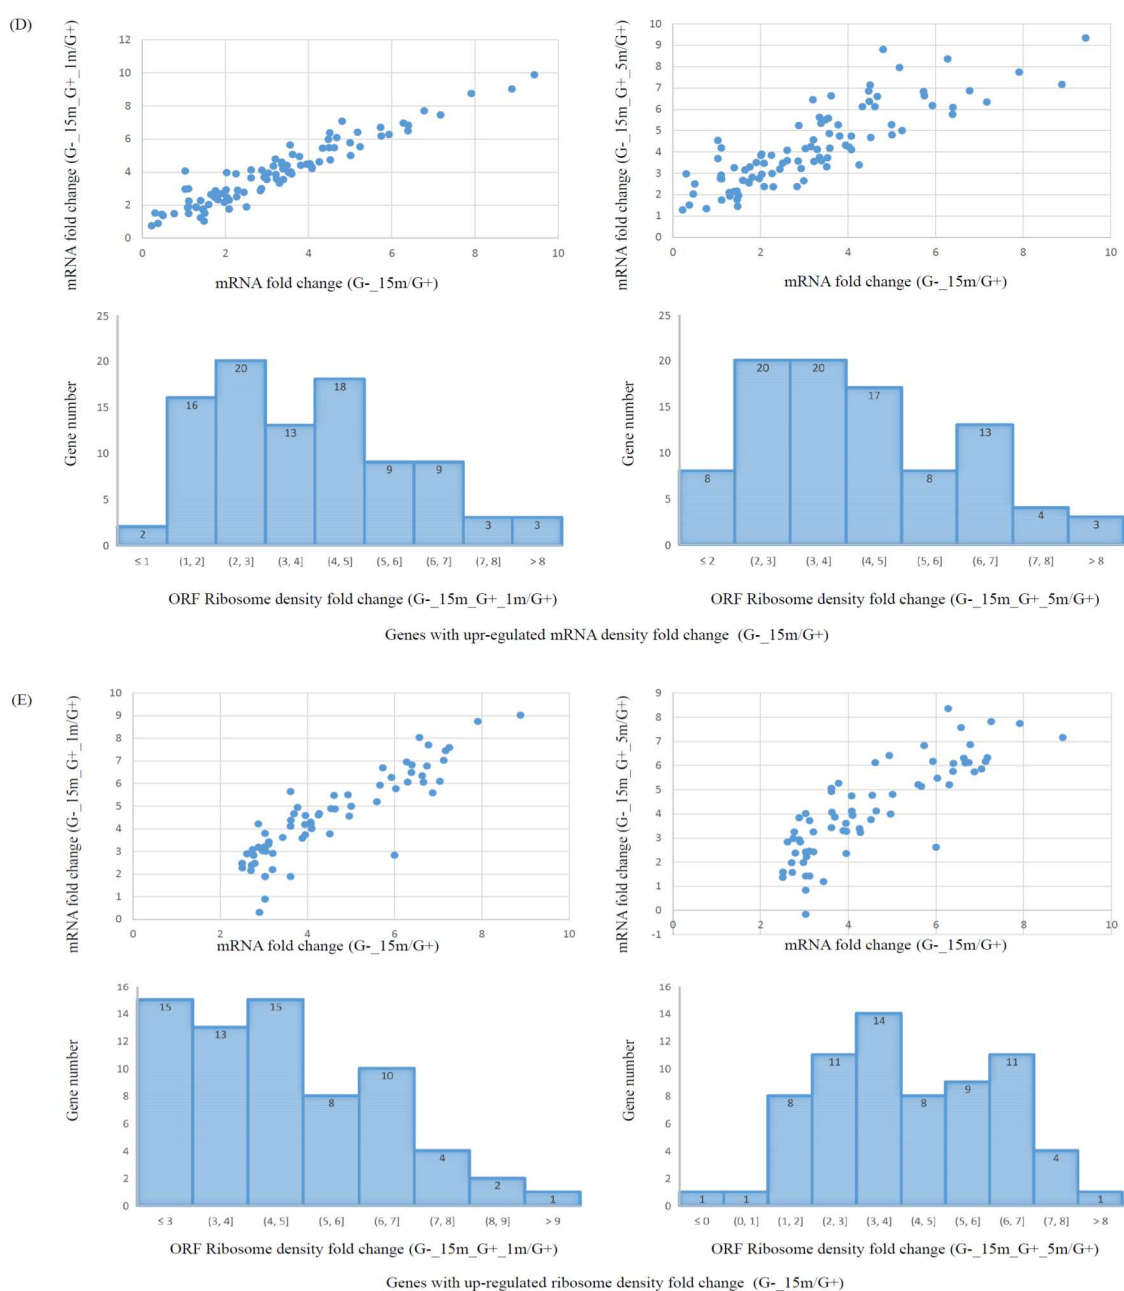 (D)
mRNA fold change (G-_15m_G+_1m/G+)
12
10
8
6
4
2
0
0 2 4 6 8 10
mRNA fold change (G-_15m/G+)
mRNA fold change (G-_15m_G+_5m/G+)
10
9
8
7
6
5
4
3
2
1
0
0 2 4 6 8 10
mRNA fold change (G-_15m/G+)
Gene number
25
20
15
10
5
0
2 16 20 13 18 9 9 3 3
≤ 1 (1, 2] (2, 3] (3, 4] (4, 5] (5, 6] (6, 7] (7, 8] > 8
ORF Ribosome density fold change (G-_15m_G+_1m/G+)
Gene number
25
20
15
10
5
0
8 20 20 17 8 13 4 3
≤ 2 (2, 3] (3, 4] (4, 5] (5, 6] (6, 7] (7, 8] > 8
ORF Ribosome density fold change (G-_15m_G+_5m/G+)
Genes with upr-egulated mRNA density fold change (G-_15m/G+)
(E)
mRNA fold change (G-_15m_G+_1m/G+)
10
9
8
7
6
5
4
3
2
1
0
0 2 4 6 8 10
mRNA fold change (G-_15m/G+)
mRNA fold change (G-_15m_G+_5m/G+)
9
8
7
6
5
4
3
2
1
0
-1
0 2 4 6 8 10
mRNA fold change (G-_15m/G+)
Gene number
16
14
12
10
8
6
4
2
0
15 13 15 8 10 4 2 1
≤ 3 (3, 4] (4, 5] (5, 6] (6, 7] (7, 8] (8, 9] > 9
ORF Ribosome density fold change (G-_15m_G+_1m/G+)
Gene number
16
14
12
10
8
6
4
2
0
1 1 8 11 14 8 9 11 4 1
≤ 0 (0, 1] (1, 2] (2, 3] (3, 4] (4, 5] (5, 6] (6, 7] (7, 8] > 8
ORF Ribosome density fold change (G-_15m_G+_5m/G+)
Genes with up-regulated ribosome density fold change (G-_15m/G+)